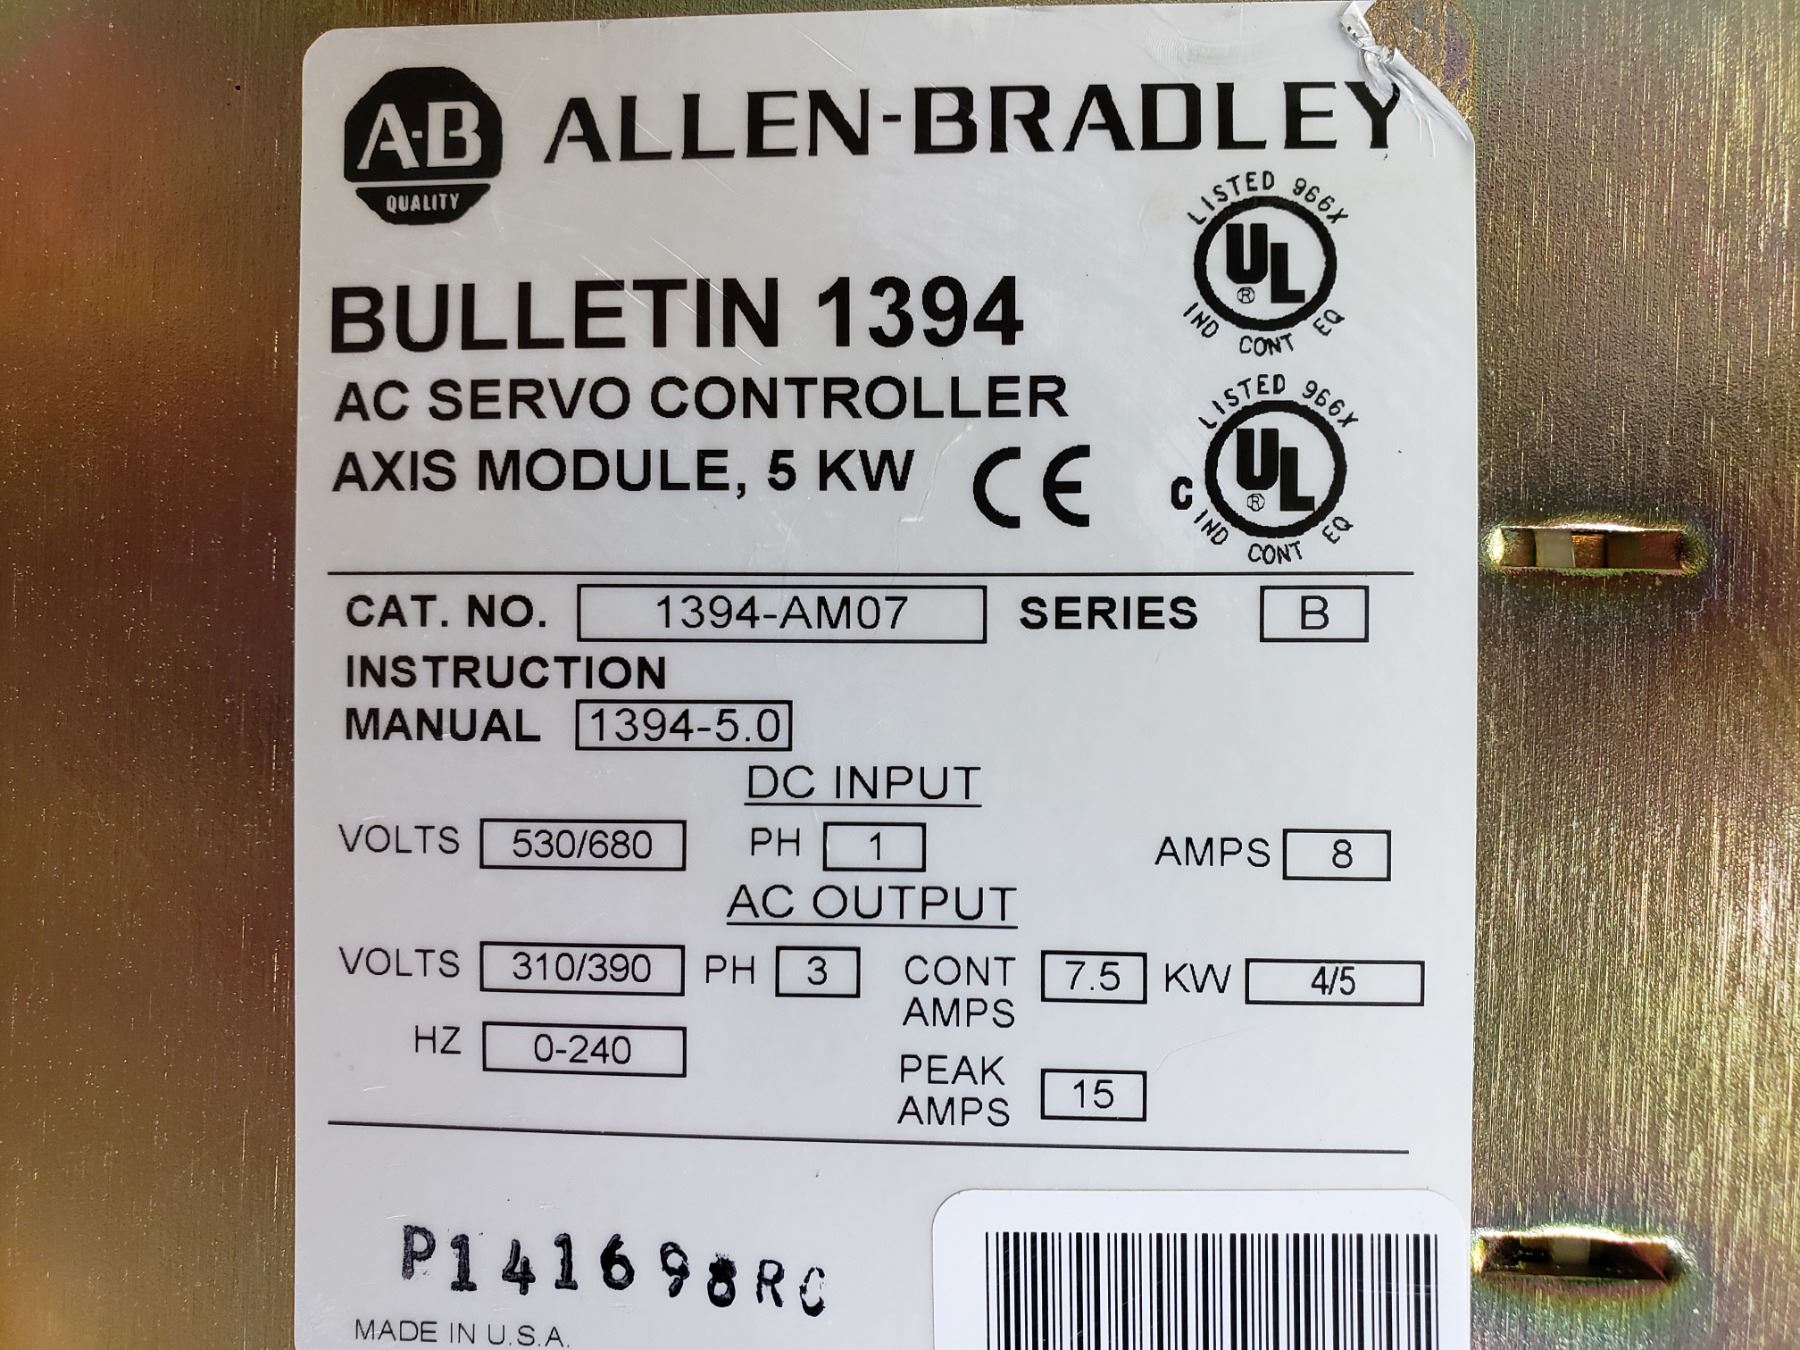 A-B
QUALITY
ALLEN-BRADLEY
LISTED 966X
UL
®
IND CONT EQ
BULLETIN 1394
AC SERVO CONTROLLER
AXIS MODULE, 5 KW
CE
LISTED 966X
C UL
®
IND CONT EQ
CAT. NO. 1394-AM07 SERIES B
INSTRUCTION
MANUAL 1394-5.0
DC INPUT
VOLTS 530/680 PH 1 AMPS 8
AC OUTPUT
VOLTS 310/390 PH 3 CONT AMPS 7.5 KW 4/5
HZ 0-240
PEAK AMPS 15
P141698RC
MADE IN U.S.A.